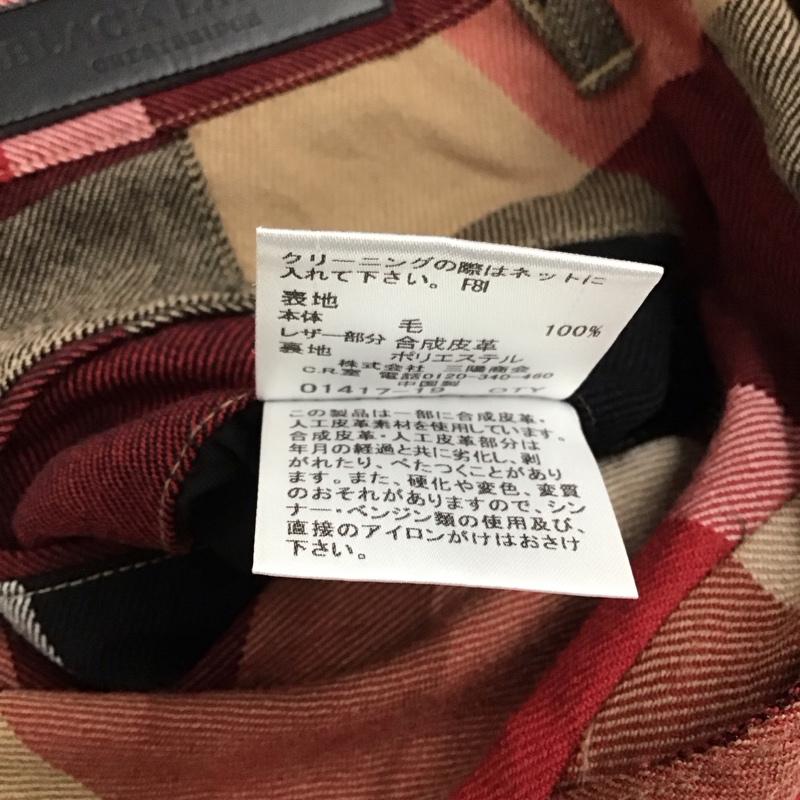 BLACK LA
CRESTBRIDGE
クリーニングの際はネットに
入れて下さい。 F81
表地
本体 毛 100%
レザー部分 合成皮革
裏地 ポリエステル
株式会社 三陽商会
C.R.室 電話0120-340-460
中国製
01417-19 QTY
この製品は一部に合成皮革・
人工皮革素材を使用しています。
合成皮革・人工皮革部分は
年月の経過と共に劣化し、剥
がれたり、べたつくことがあり
ます。また、硬化や変色、変質
のおそれがありますので、シン
ナー・ベンジン類の使用及び、
直接のアイロンがけはおさけ
下さい。